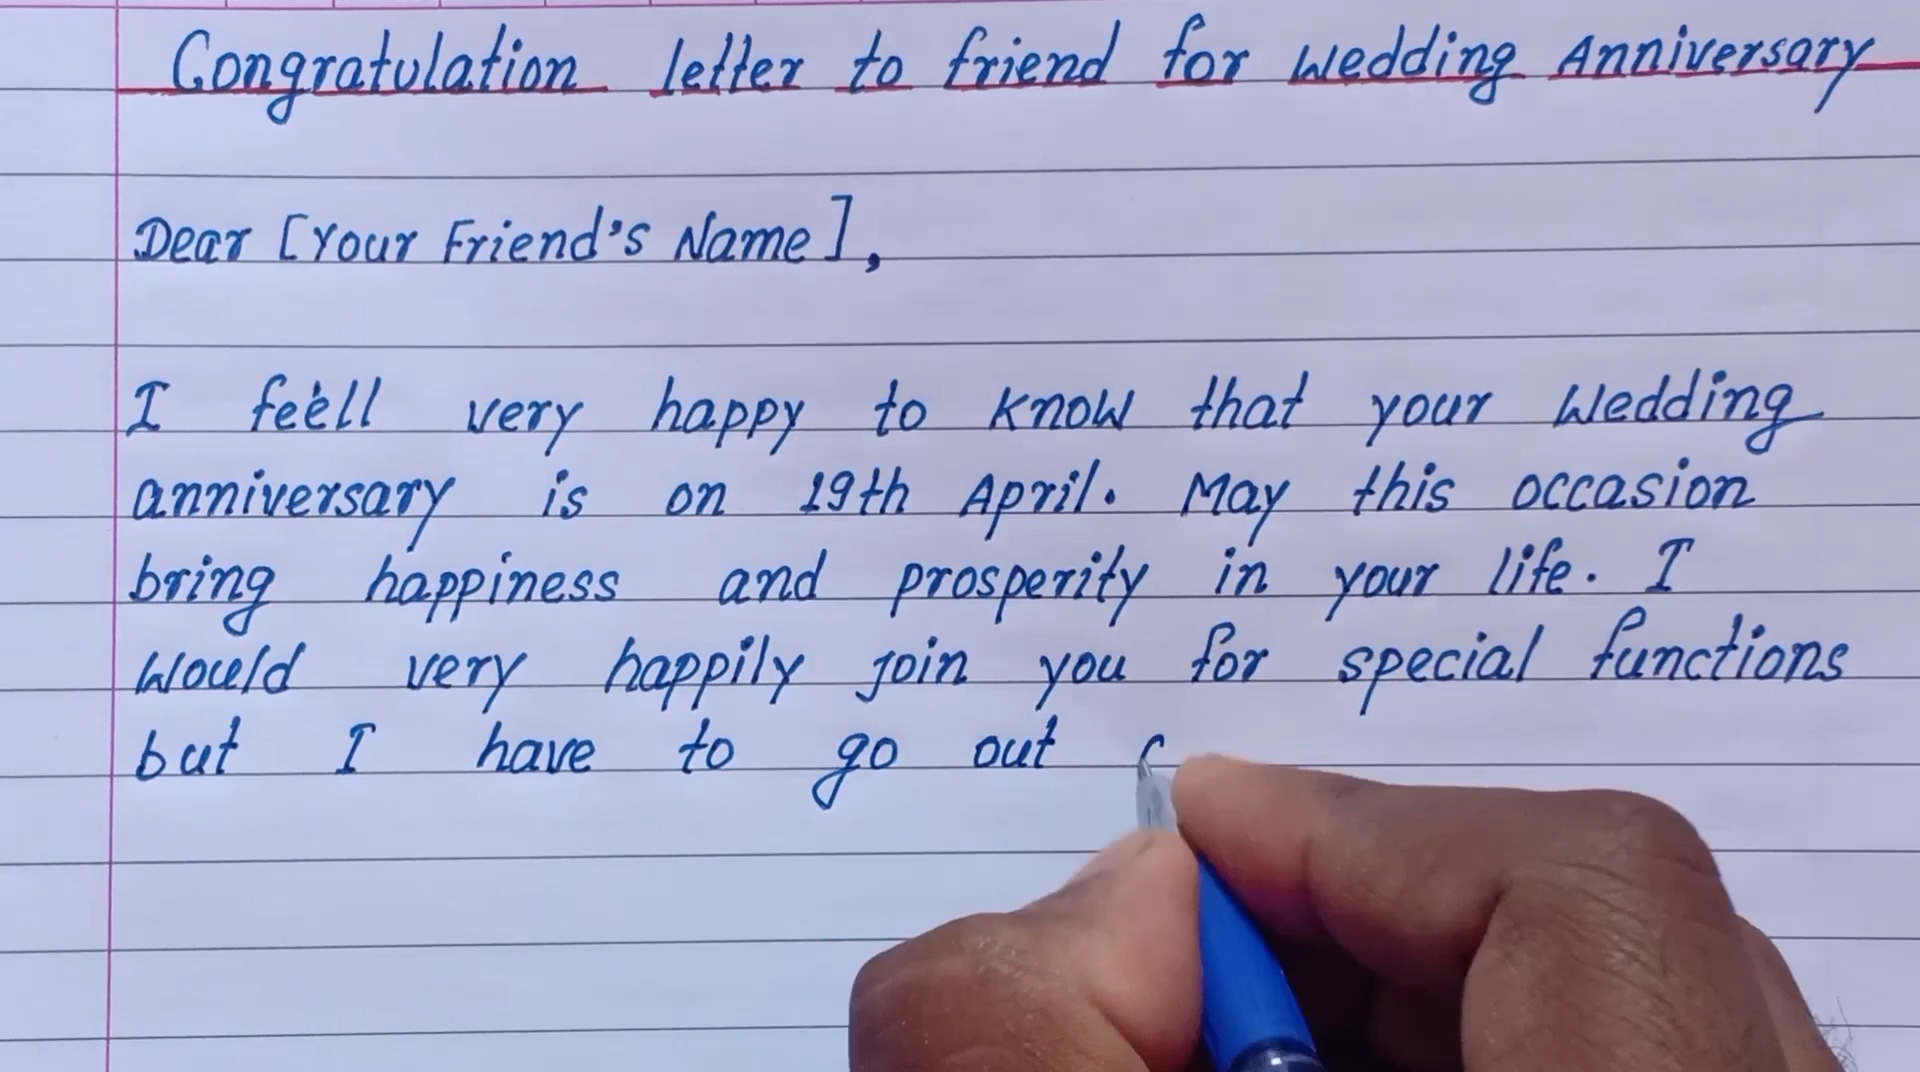 Congratulation letter to friend for wedding Anniversary
Dear [Your Friend's Name],
I feell very happy to know that your wedding
anniversary is on 19th April. May this occasion
bring happiness and prosperity in your life. I
would very happily join you for special functions
but I have to go out